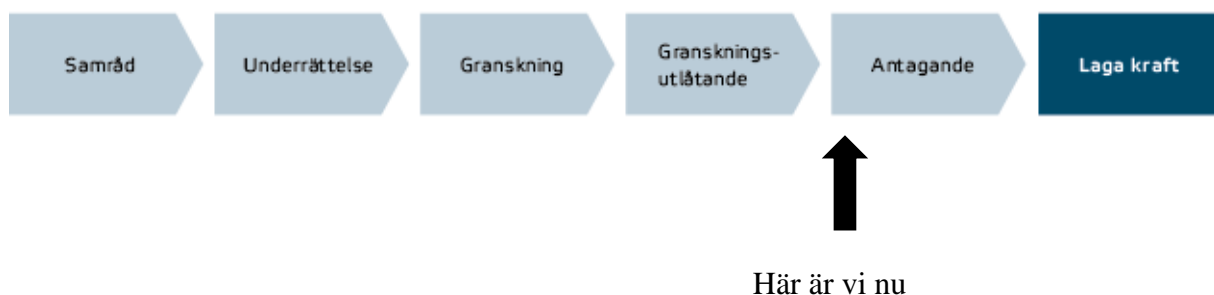 Samråd
Underrättelse
Granskning
Gransknings-
utlåtande
Antagande
Laga kraft
Här är vi nu